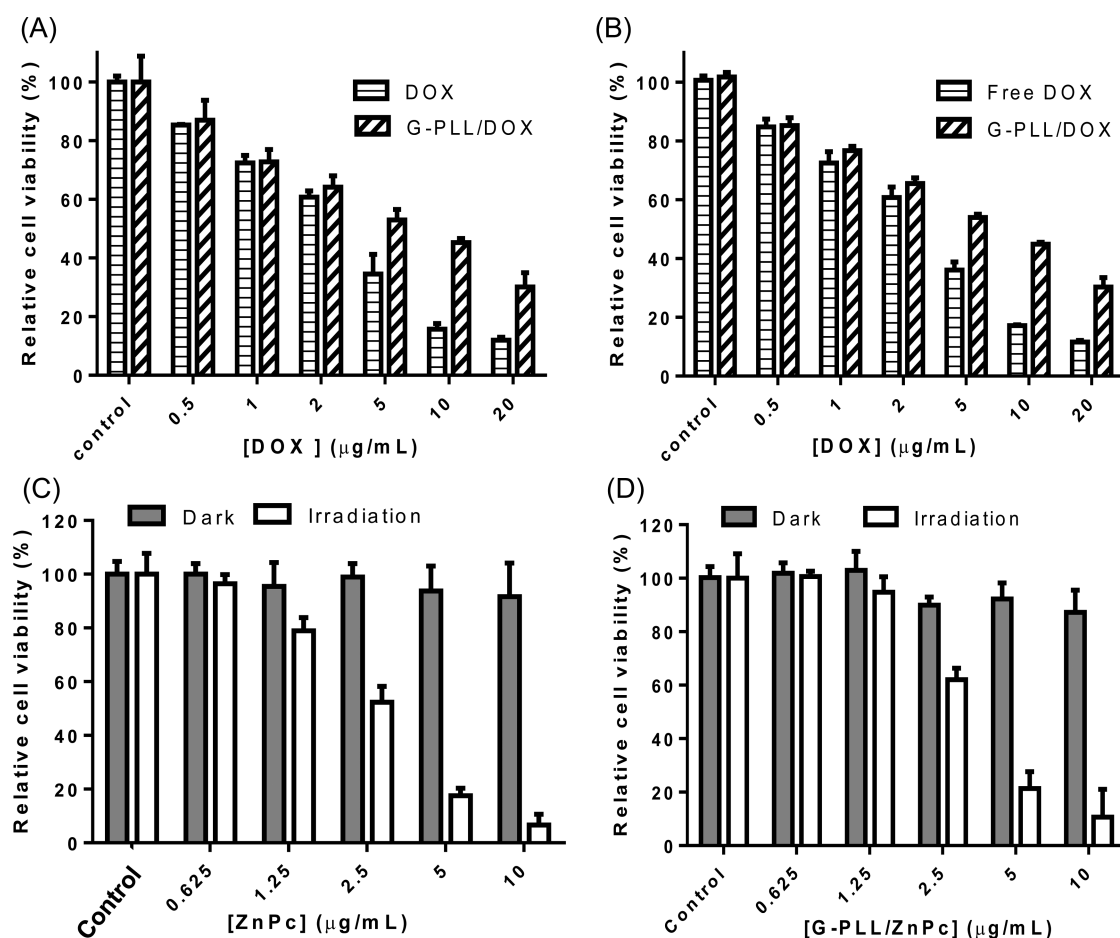 (A)
Relative cell viability (%)
100
80
60
40
20
0
DOX
G-PLL/DOX
control
0.5
1
2
5
10
20
[DOX ] (μg/mL)
(B)
Relative cell viability (%)
100
80
60
40
20
0
Free DOX
G-PLL/DOX
control
0.5
1
2
5
10
20
[DOX] (μg/mL)
(C)
Relative cell viability (%)
120
100
80
60
40
20
0
Dark
Irradiation
Control
0.625
1.25
2.5
5
10
[ZnPc] (μg/mL)
(D)
Relative cell viability (%)
120
100
80
60
40
20
0
Dark
Irradiation
Control
0.625
1.25
2.5
5
10
[G-PLL/ZnPc] (μg/mL)